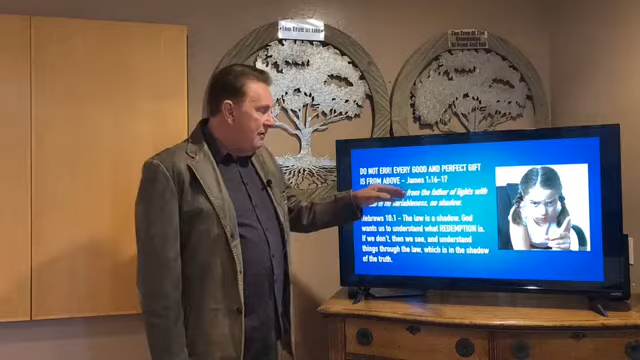 The Tree of Life
The Tree Of The
Knowledge
Of Good and Evil
DO NOT ERR! EVERY GOOD AND PERFECT GIFT
IS FROM ABOVE – James 1:16-17
from the father of lights with
is no variableness, no shadow.
Hebrews 10:1 – The law is a shadow. God
wants us to understand what REDEMPTION is.
If we don't, then we see, and understand
things through the law, which is in the shadow
of the truth.